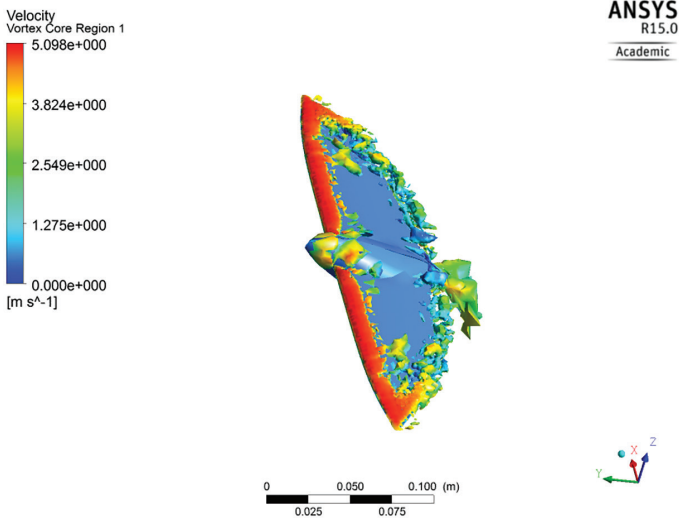 Velocity
Vortex Core Region 1
5.098e+000
3.824e+000
2.549e+000
1.275e+000
0.000e+000
[m s^-1]
ANSYS
R15.0
Academic
0 0.050 0.100 (m)
0.025 0.075
X
Z
Y